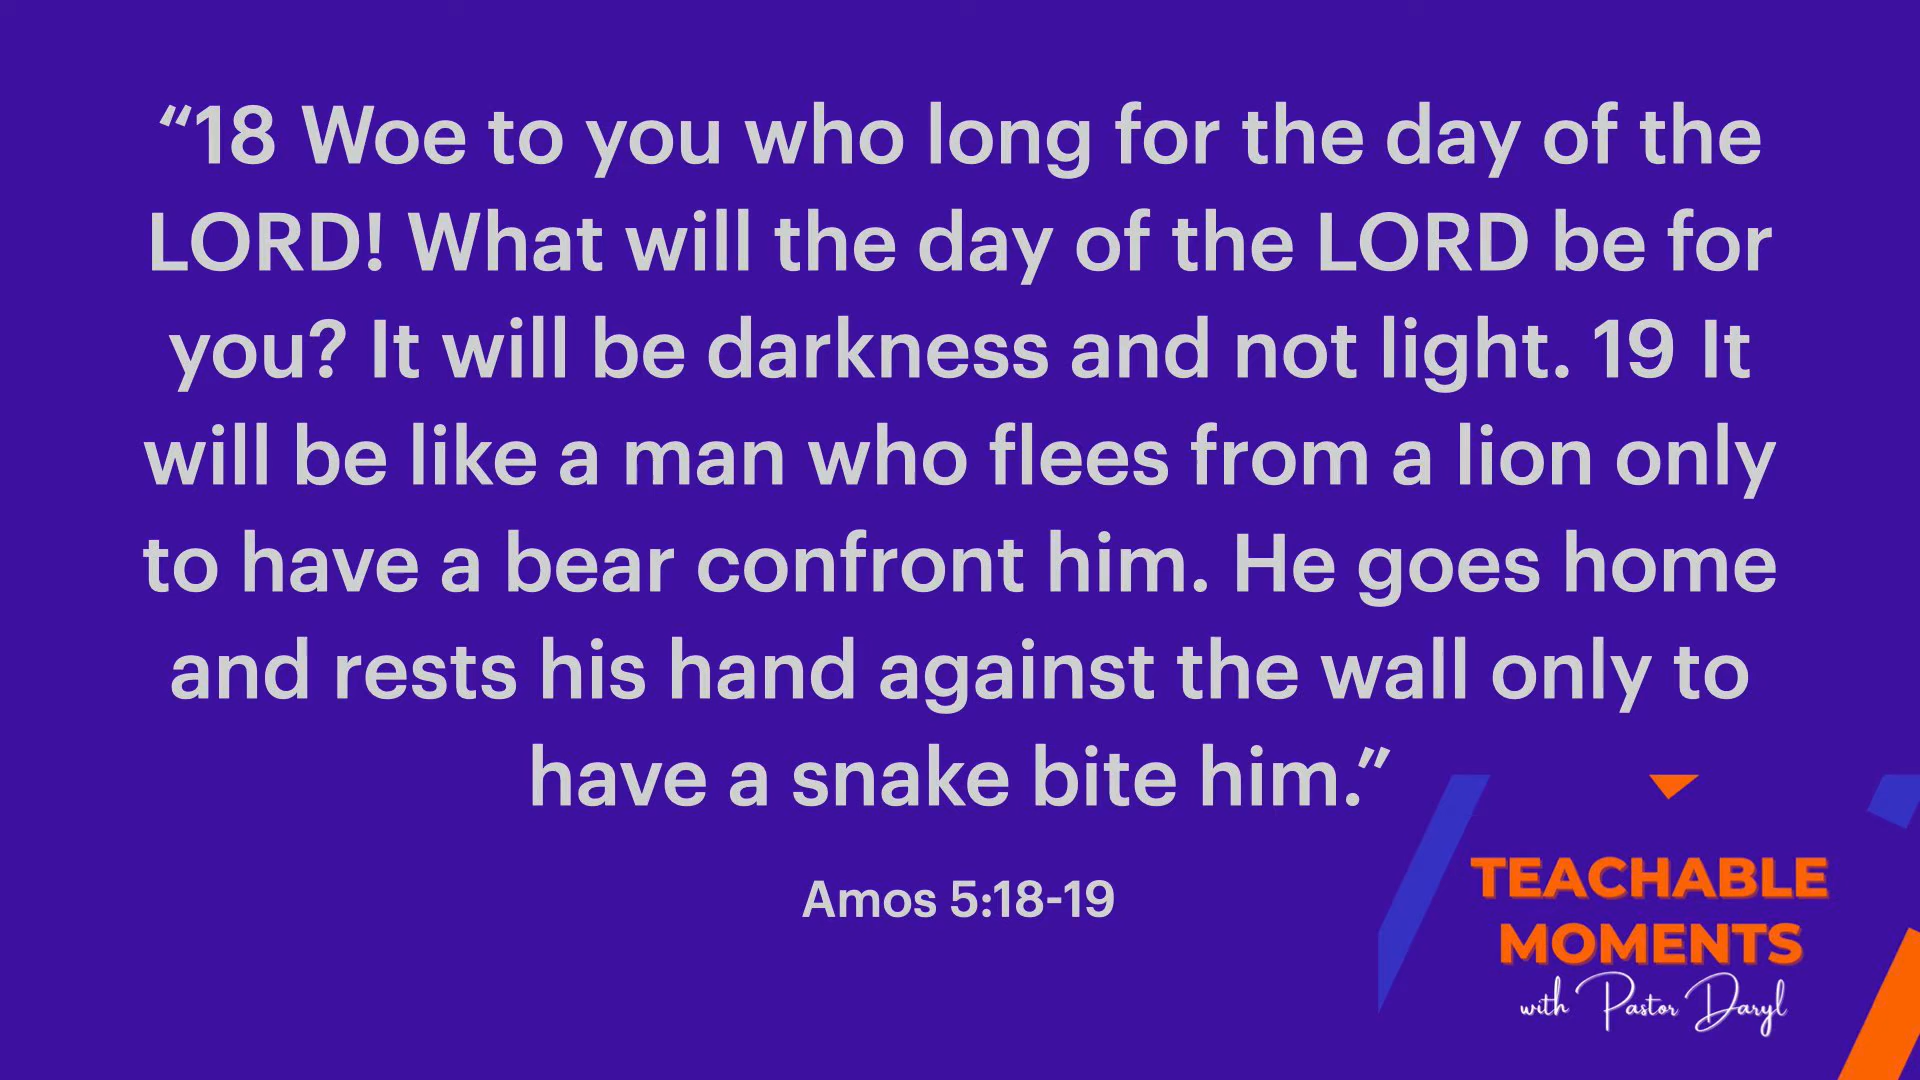 “18 Woe to you who long for the day of the
LORD! What will the day of the LORD be for
you? It will be darkness and not light. 19 It
will be like a man who flees from a lion only
to have a bear confront him. He goes home
and rests his hand against the wall only to
have a snake bite him.”
Amos 5:18-19
TEACHABLE
MOMENTS
with Pastor Daryl